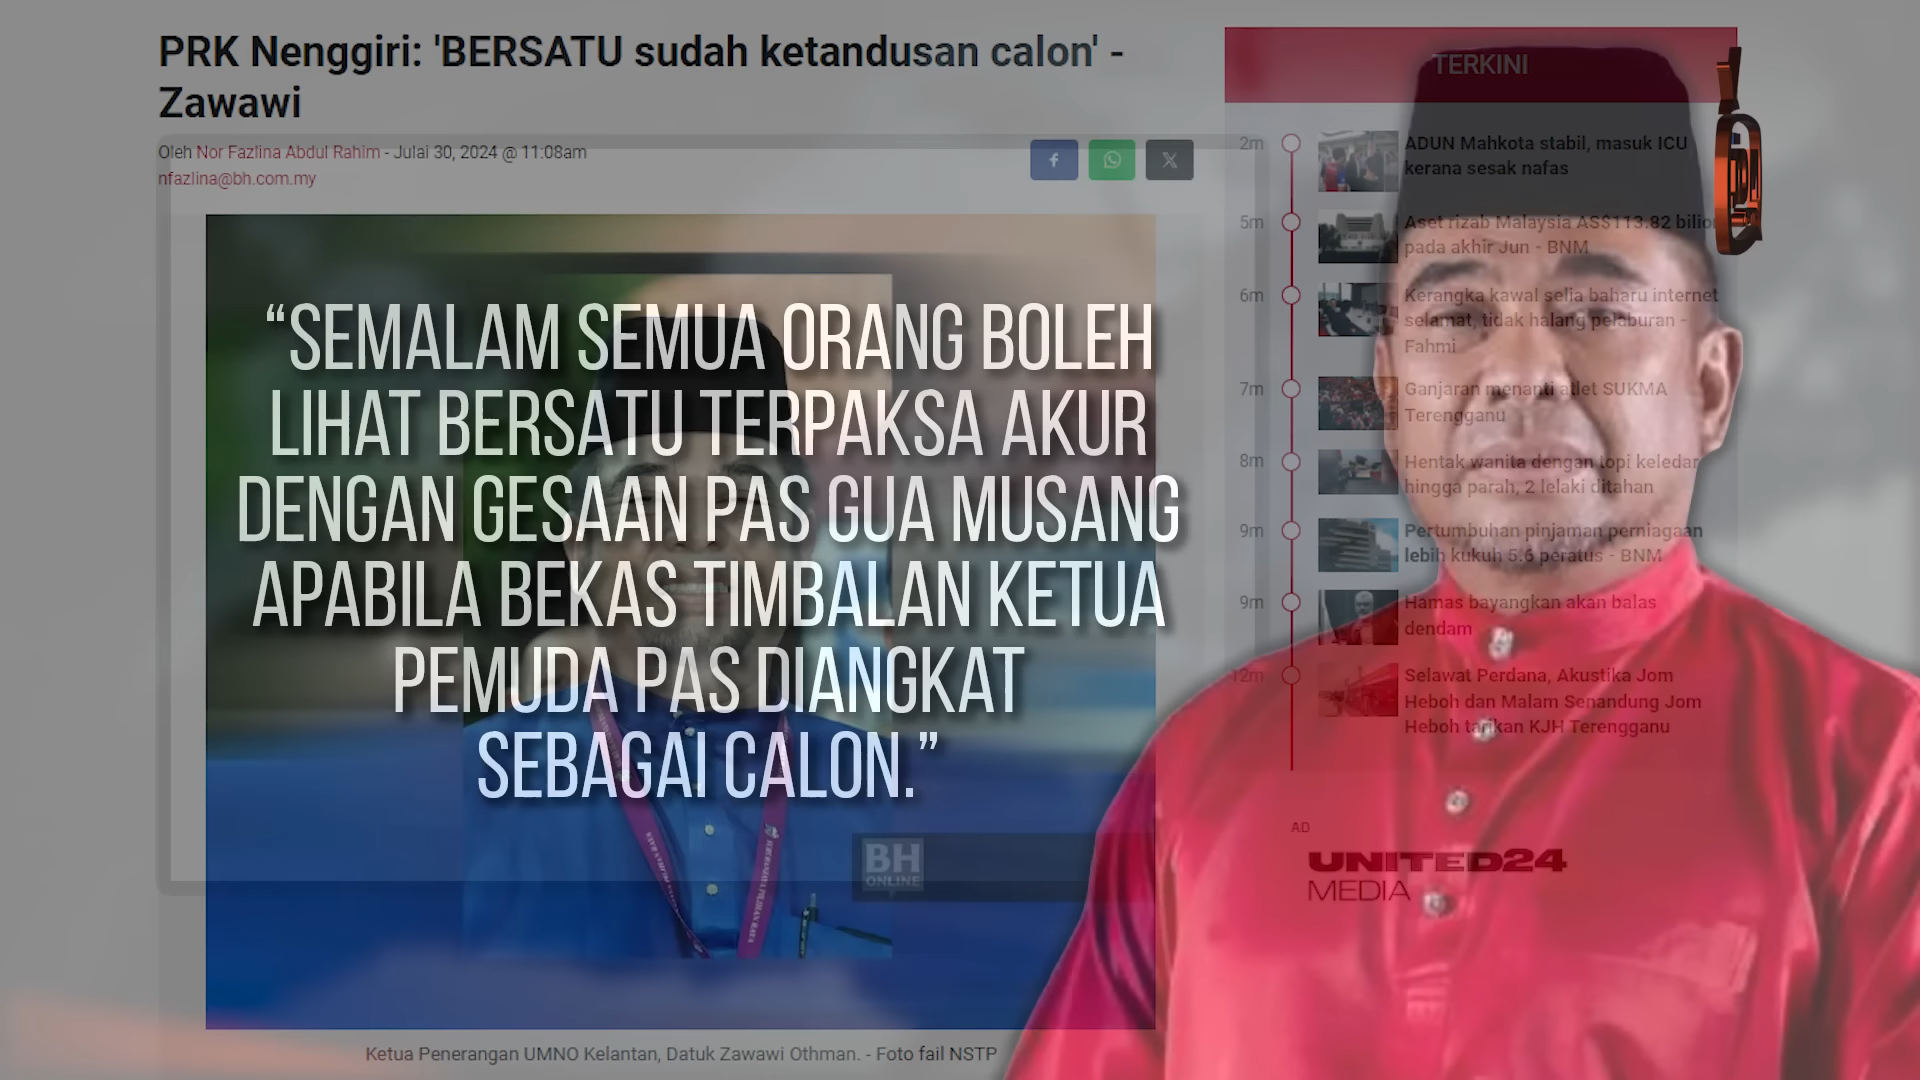 PRK Nenggiri: 'BERSATU sudah ketandusan calon' -
Zawawi
Oleh Nor Fazlina Abdul Rahim - Julai 30, 2024 @ 11:08am
nfazlina@bh.com.my
“SEMALAM SEMUA ORANG BOLEH
LIHAT BERSATU TERPAKSA AKUR
DENGAN GESAAN PAS GUA MUSANG
APABILA BEKAS TIMBALAN KETUA
PEMUDA PAS DIANGKAT
SEBAGAI CALON.”
BH
ONLINE
Ketua Penerangan UMNO Kelantan, Datuk Zawawi Othman. - Foto fail NSTP
TERKINI
2m
ADUN Mahkota stabil, masuk ICU
kerana sesak nafas
5m
Aset rizab Malaysia AS$113.82 bilion
pada akhir Jun - BNM
6m
Kerangka kawal selia baharu internet
selamat, tidak halang pelaburan -
Fahmi
7m
Ganjaran menanti atlet SUKMA
Terengganu
8m
Hentak wanita dengan topi keledar
hingga parah, 2 lelaki ditahan
9m
Pertumbuhan pinjaman perniagaan
lebih kukuh 5.6 peratus - BNM
9m
Hamas bayangkan akan balas
dendam
12m
Selawat Perdana, Akustika Jom
Heboh dan Malam Senandung Jom
Heboh tarikan KJH Terengganu
AD
UNITED24
MEDIA